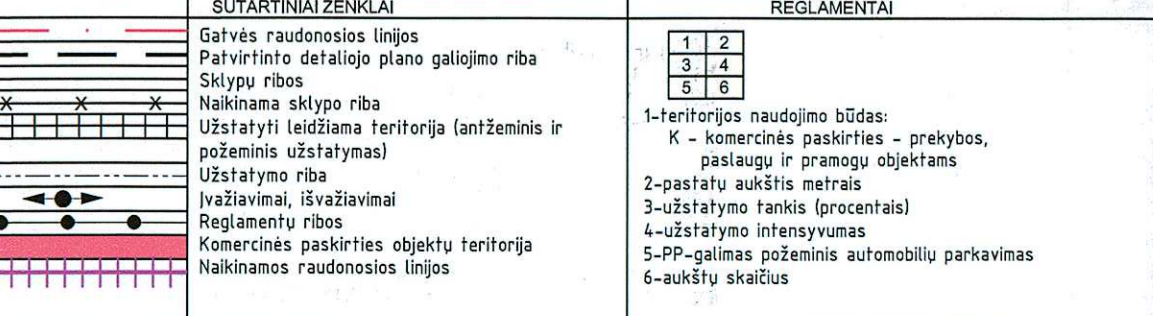 SUTARTINIAI ŽENKLAI
Gatvės raudonosios linijos
Patvirtinto detaliojo plano galiojimo riba
Sklypų ribos
Naikinama sklypo riba
Užstatyti leidžiama teritorija (antžeminis ir
požeminis užstatymas)
Užstatymo riba
Įvažiavimai, išvažiavimai
Reglamentų ribos
Komercinės paskirties objektų teritorija
Naikinamos raudonosios linijos
REGLAMENTAI
1 2
3 4
5 6
1-teritorijos naudojimo būdas:
K - komercinės paskirties - prekybos,
paslaugų ir pramogų objektams
2-pastatų aukštis metrais
3-užstatymo tankis (procentais)
4-užstatymo intensyvumas
5-PP-galimas požeminis automobilių parkavimas
6-aukštų skaičius